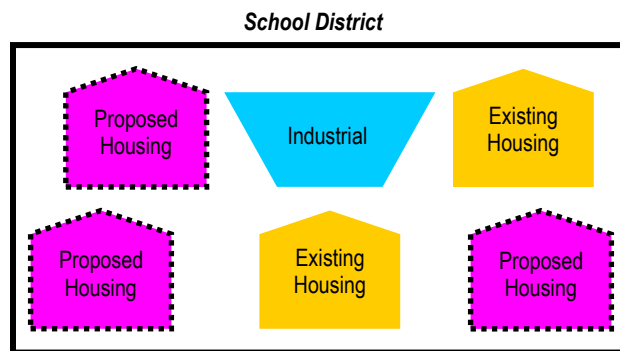 School District
Proposed
Housing
Industrial
Existing
Housing
Proposed
Housing
Existing
Housing
Proposed
Housing